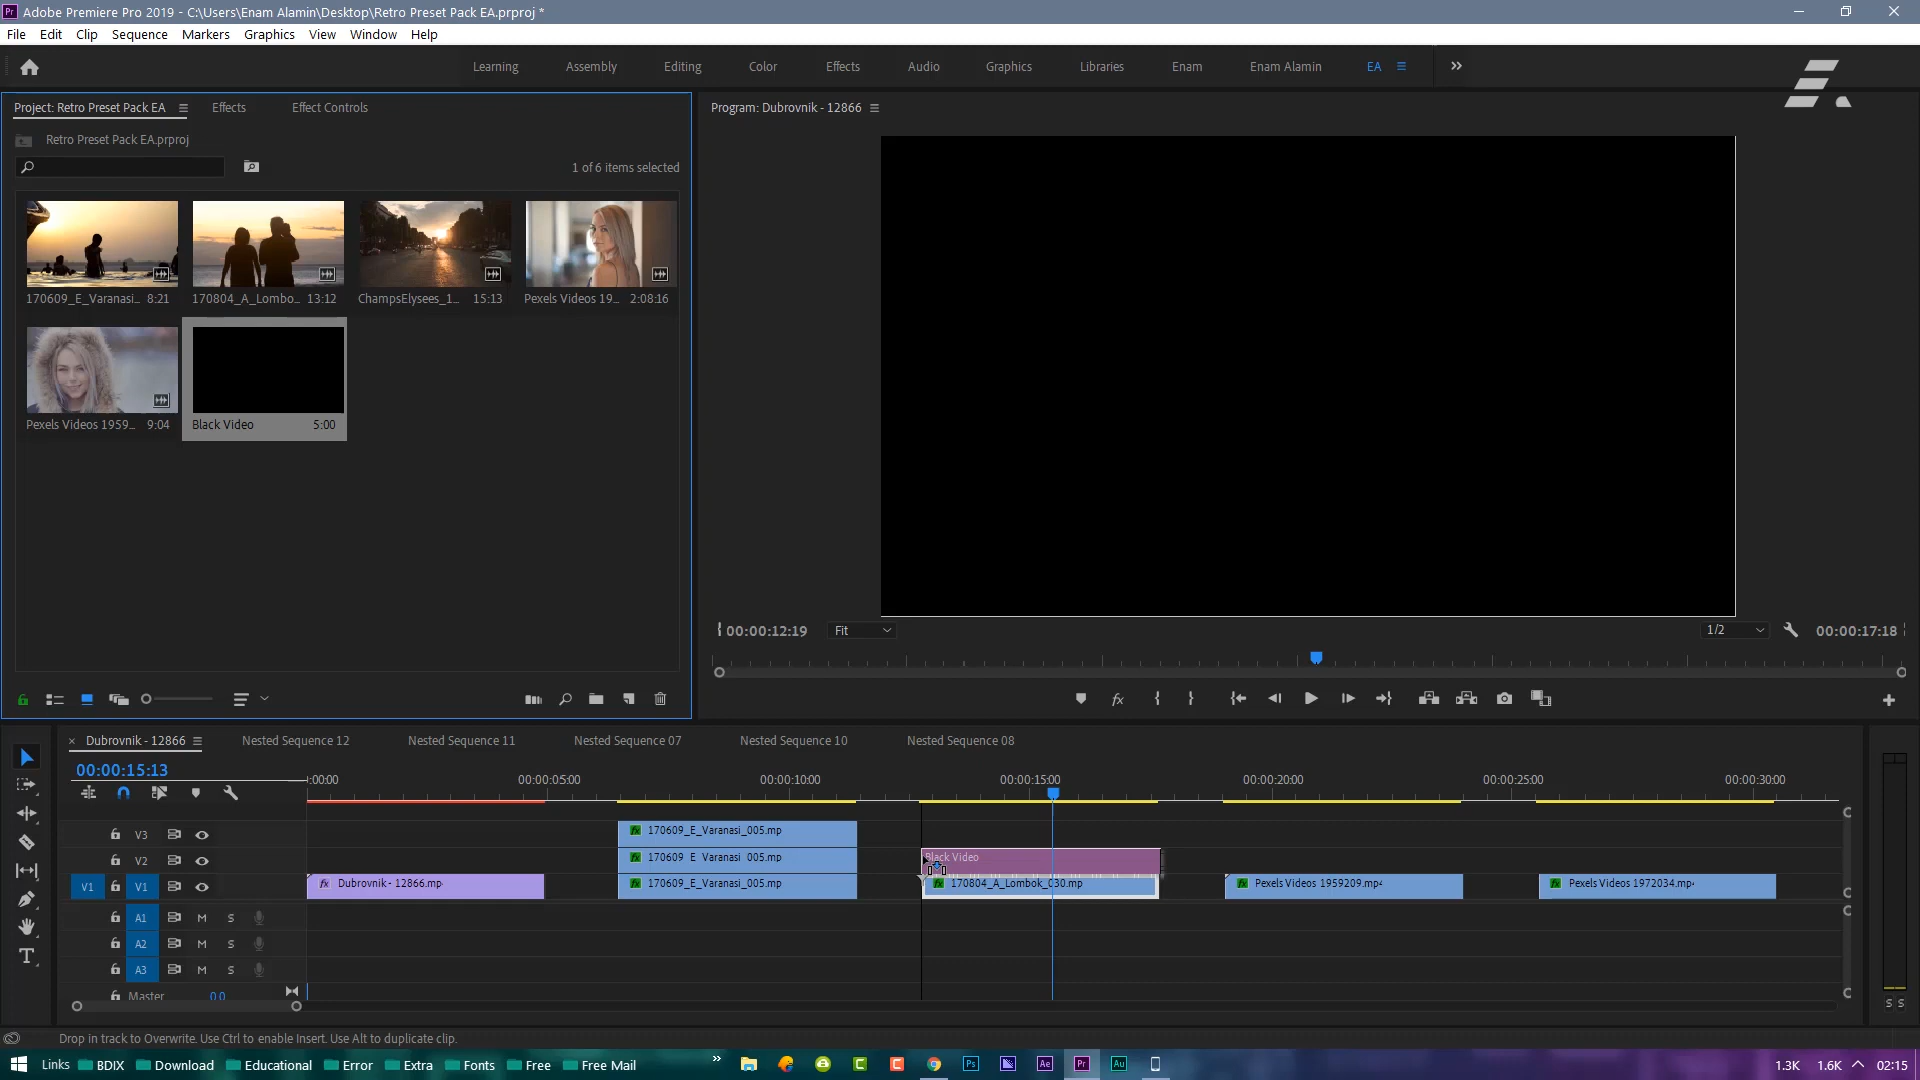 Adobe Premiere Pro 2019 - C:\Users\Enam Alamin\Desktop\Retro Preset Pack EA.prproj *
File Edit Clip Sequence Markers Graphics View Window Help
Learning Assembly Editing Color Effects Audio Graphics Libraries Enam Enam Alamin EA
Project: Retro Preset Pack EA Effects Effect Controls
Program: Dubrovnik - 12866
Retro Preset Pack EA.prproj
1 of 6 items selected
170609_E_Varanasi... 8:21
170804_A_Lombo... 13:12
ChampsElysees_1... 15:13
Pexels Videos 19... 2:08:16
Pexels Videos 1959... 9:04
Black Video 5:00
00:00:12:19 Fit 1/2 00:00:17:18
Dubrovnik - 12866 Nested Sequence 12 Nested Sequence 11 Nested Sequence 07 Nested Sequence 10 Nested Sequence 08
00:00:15:13
:00:00 00:00:05:00 00:00:10:00 00:00:15:00 00:00:20:00 00:00:25:00 00:00:30:00
V3 170609_E_Varanasi_005.mp
V2 170609_E_Varanasi_005.mp Black Video
V1 V1 Dubrovnik - 12866.mp 170609_E_Varanasi_005.mp 170804_A_Lombok_030.mp Pexels Videos 1959209.mp4 Pexels Videos 1972034.mp
A1 M S
A2 M S
A3 M S
Master 0.0
S S
Drop in track to Overwrite. Use Ctrl to enable Insert. Use Alt to duplicate clip.
Links BDIX Download Educational Error Extra Fonts Free Free Mail Ps Ae Pr Au 1.3K 1.6K 02:15